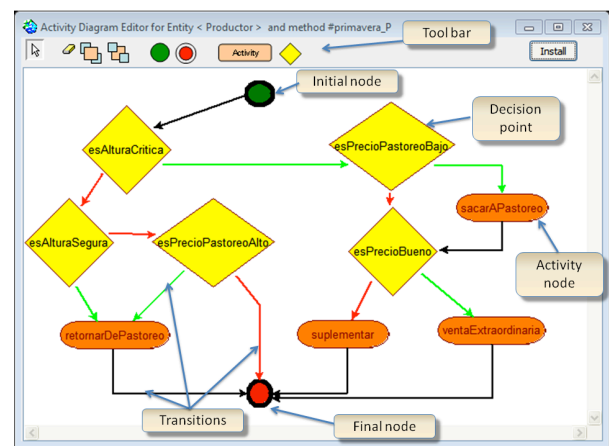 Activity Diagram Editor for Entity < Productor > and method #primavera_P
Tool bar
Activity
Install
Initial node
Decision
point
esAlturaCritica
esPrecioPastoreoBajo
sacarAPastoreo
esAlturaSegura
esPrecioPastoreoAlto
esPrecioBueno
Activity
node
retornarDePastoreo
suplementar
ventaExtraordinaria
Transitions
Final node